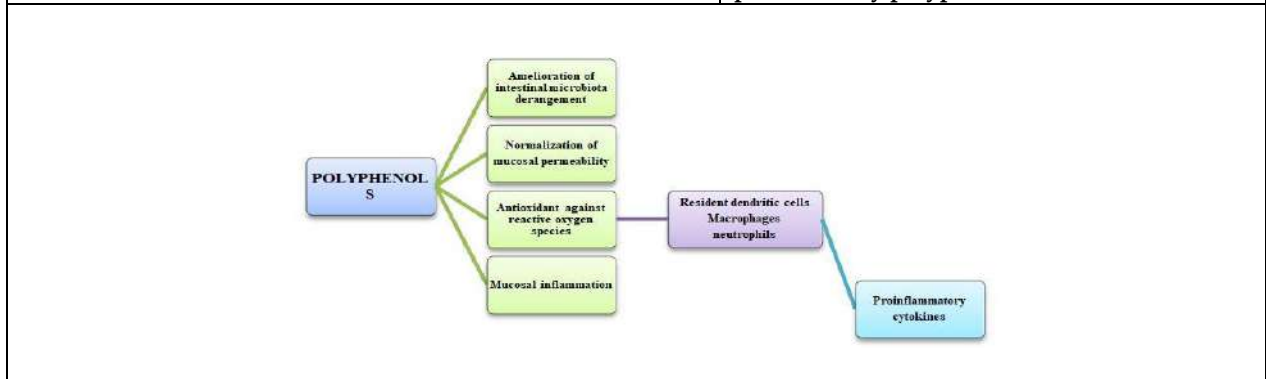 Amelioration of
intestinal microbiota
derangement
Normalization of
mucosal permeability
POLYPHENOL
S
Antioxidant against
reactive oxygen
species
Resident dendritic cells
Macrophages
neutrophils
Mucosal inflammation
Proinflammatory
cytokines